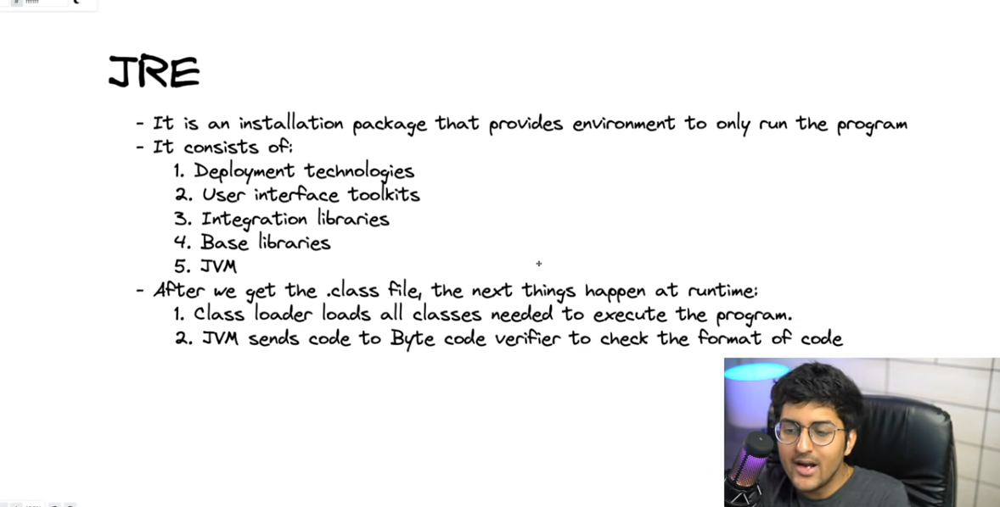 JRE
- It is an installation package that provides environment to only run the program
- It consists of:
1. Deployment technologies
2. User interface toolkits
3. Integration libraries
4. Base libraries
5. JVM
- After we get the .class file, the next things happen at runtime:
1. Class loader loads all classes needed to execute the program.
2. JVM sends code to Byte code verifier to check the format of code